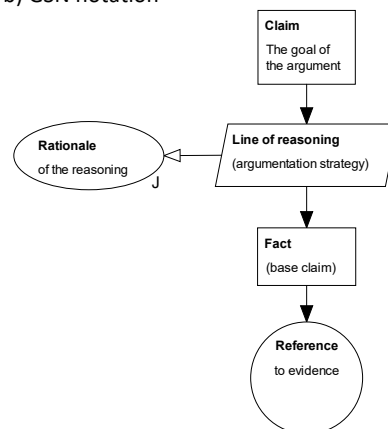 b) GSN notation
Claim
The goal of
the argument
Line of reasoning
(argumentation strategy)
Rationale
of the reasoning
J
Fact
(base claim)
Reference
to evidence